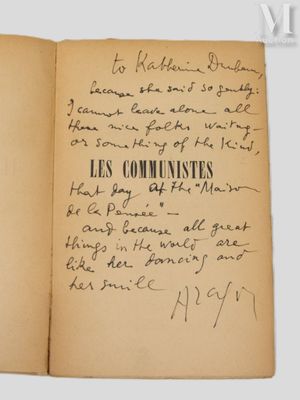 M
MILLON
to Katherine Dunham,
because she said so gently:
I cannot leave alone all
these nice folks waiting —
or something of the kind,
LES COMMUNISTES
that day at the "Maison
de la Pensée" —
and because all great
things in the world are
like her dancing and
her smile
Aragon